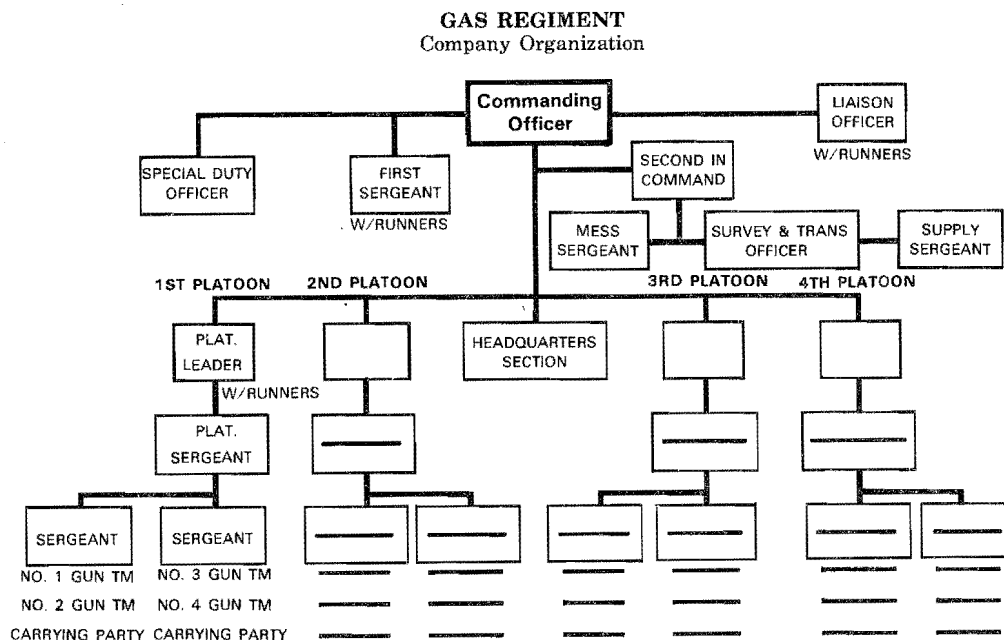 GAS REGIMENT
Company Organization
Commanding
Officer
LIAISON
OFFICER
W/RUNNERS
SPECIAL DUTY
OFFICER
FIRST
SERGEANT
W/RUNNERS
SECOND IN
COMMAND
MESS
SERGEANT
SURVEY & TRANS
OFFICER
SUPPLY
SERGEANT
1ST PLATOON
2ND PLATOON
3RD PLATOON
4TH PLATOON
PLAT.
LEADER
W/RUNNERS
HEADQUARTERS
SECTION
PLAT.
SERGEANT
SERGEANT
SERGEANT
NO. 1 GUN TM
NO. 3 GUN TM
NO. 2 GUN TM
NO. 4 GUN TM
CARRYING PARTY
CARRYING PARTY